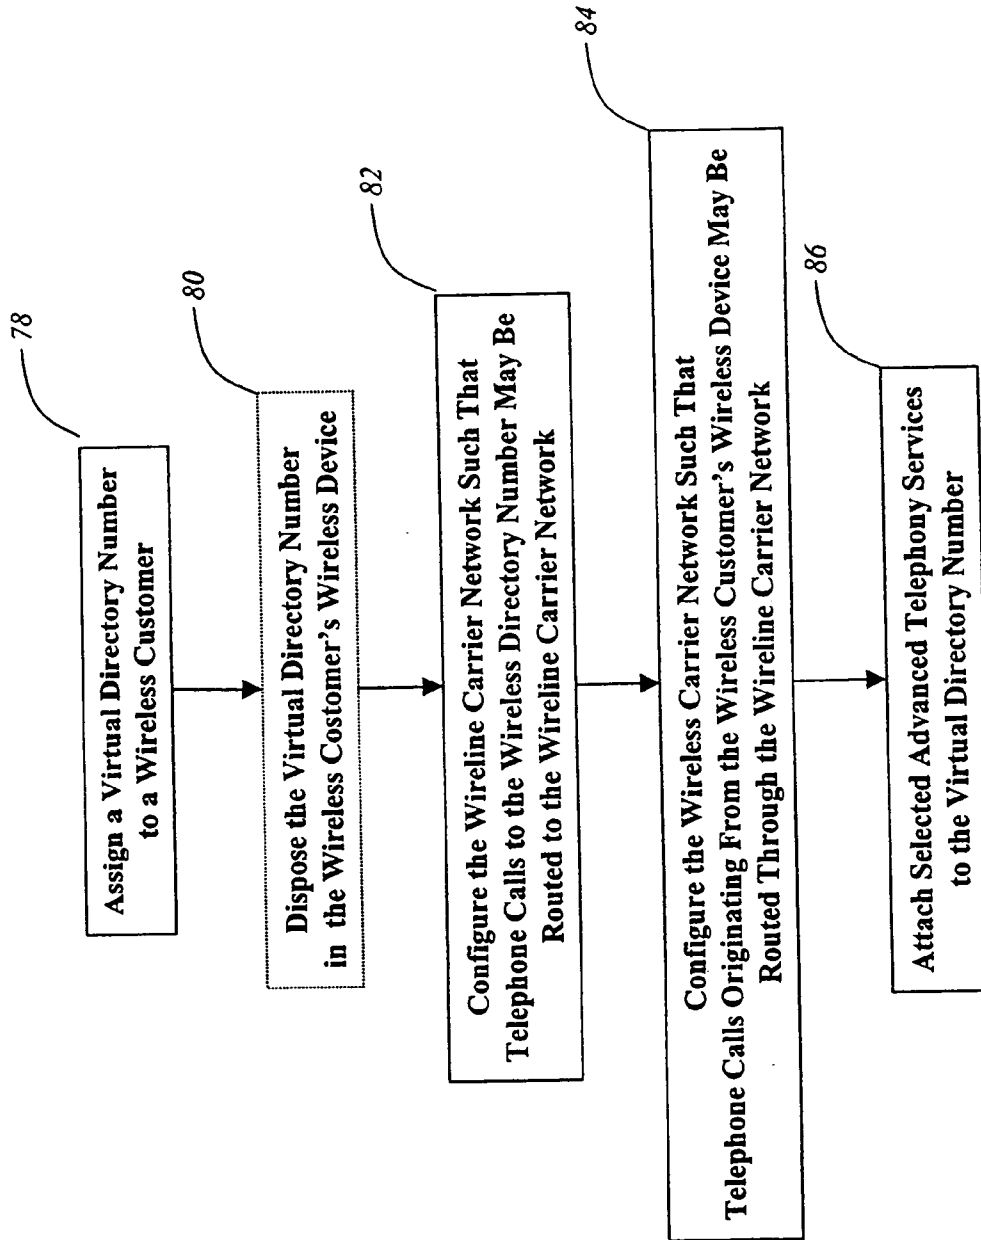 78
Assign a Virtual Directory Number
to a Wireless Customer
80
Dispose the Virtual Directory Number
in the Wireless Costomer's Wireless Device
82
Configure the Wireline Carrier Network Such That
Telephone Calls to the Wireless Directory Number May Be
Routed to the Wireline Carrier Network
84
Configure the Wireless Carrier Network Such That
Telephone Calls Originating From the Wireless Customer's Wireless Device May Be
Routed Through the Wireline Carrier Network
86
Attach Selected Advanced Telephony Services
to the Virtual Directory Number